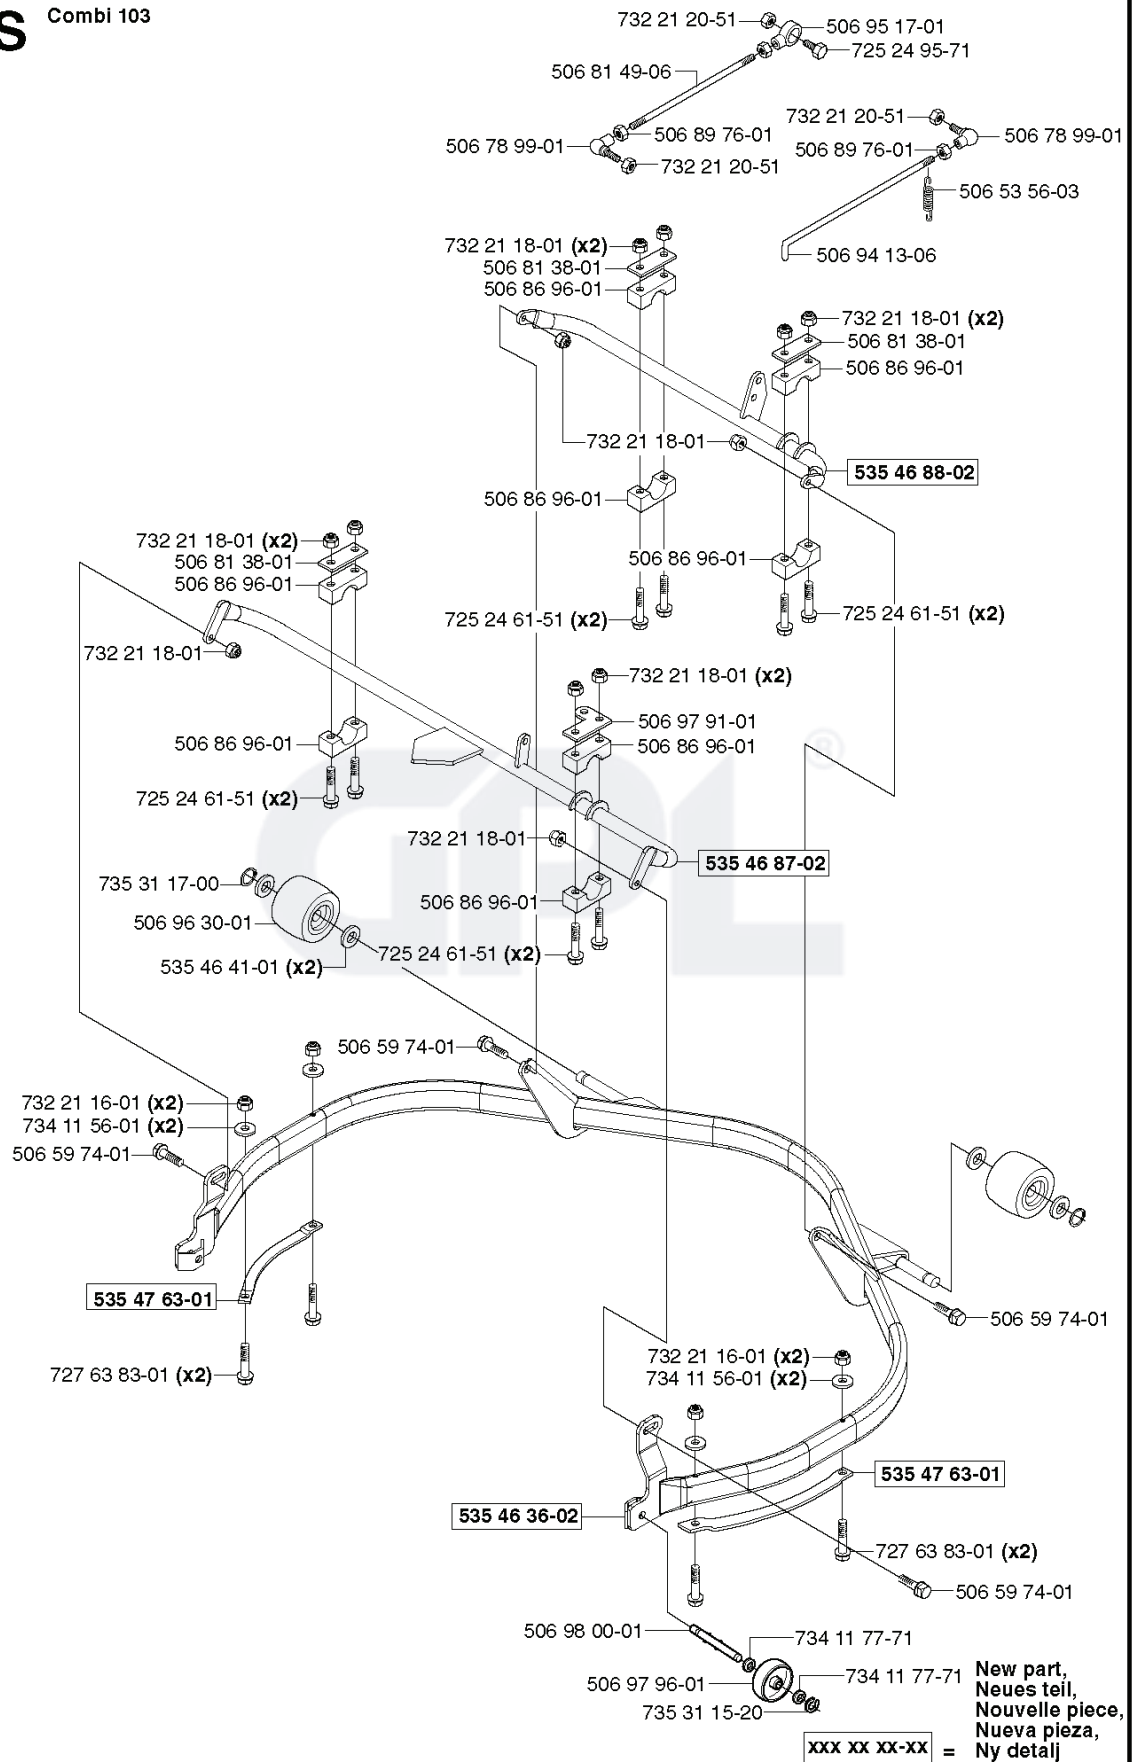 S Combi 103
732 21 20-51
506 95 17-01
725 24 95-71
506 81 49-06
732 21 20-51
506 89 76-01
506 78 99-01
506 78 99-01
506 89 76-01
732 21 20-51
506 53 56-03
732 21 18-01 (x2)
506 94 13-06
506 81 38-01
506 86 96-01
732 21 18-01 (x2)
506 81 38-01
506 86 96-01
732 21 18-01
535 46 88-02
506 86 96-01
732 21 18-01 (x2)
506 86 96-01
506 81 38-01
506 86 96-01
725 24 61-51 (x2)
725 24 61-51 (x2)
732 21 18-01
732 21 18-01 (x2)
506 97 91-01
506 86 96-01
506 86 96-01
725 24 61-51 (x2)
732 21 18-01
535 46 87-02
735 31 17-00
506 86 96-01
506 96 30-01
725 24 61-51 (x2)
535 46 41-01 (x2)
GPL ®
506 59 74-01
732 21 16-01 (x2)
734 11 56-01 (x2)
506 59 74-01
535 47 63-01
506 59 74-01
732 21 16-01 (x2)
727 63 83-01 (x2)
734 11 56-01 (x2)
535 47 63-01
535 46 36-02
727 63 83-01 (x2)
506 59 74-01
506 98 00-01
734 11 77-71
734 11 77-71
506 97 96-01
735 31 15-20
New part,
Neues teil,
Nouvelle piece,
Nueva pieza,
xxx xx xx-xx = Ny detalj